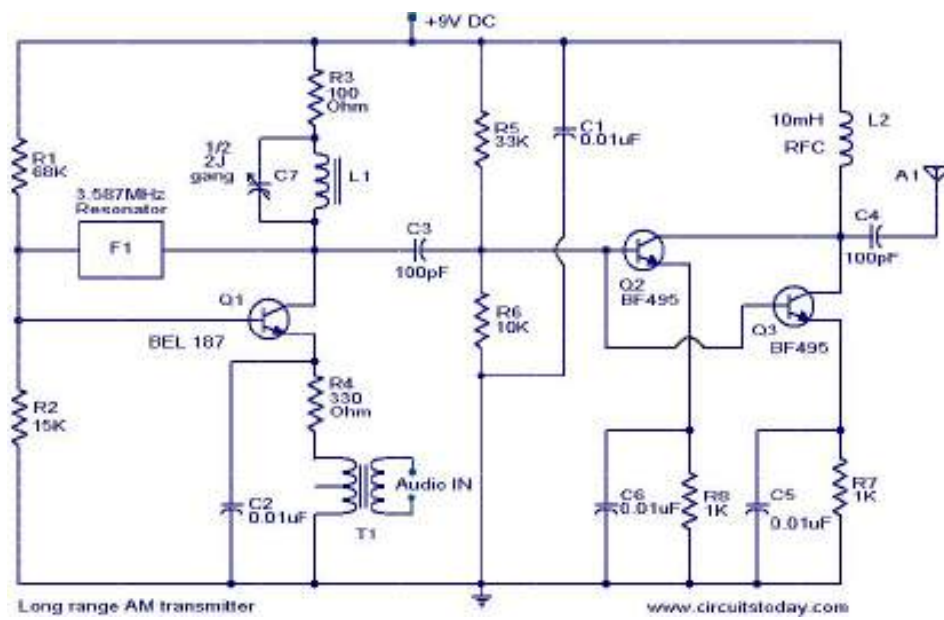 +9V DC
R3
100
Ohm
R1
68K
1/2
2J
gang
C7
L1
R5
33K
C1
0.01uF
10mH
RFC
L2
A1
3.587MHz
Resonator
F1
C3
100pF
C4
100pF
Q1
BEL 187
Q2
BF495
Q3
BF495
R6
10K
R2
15K
R4
330
Ohm
Audio IN
C2
0.01uF
T1
C6
0.01uF
R8
1K
C5
0.01uF
R7
1K
Long range AM transmitter
www.circuitstoday.com